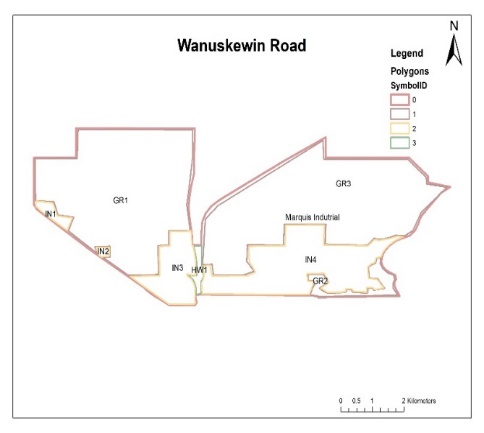 Wanuskewin Road
N
Legend
Polygons
SymbolID
0
1
2
3
GR1
GR3
IN1
Marquis Indutrial
IN2
IN3
HW1
IN4
GR2
0 0.5 1 2 Kilometers